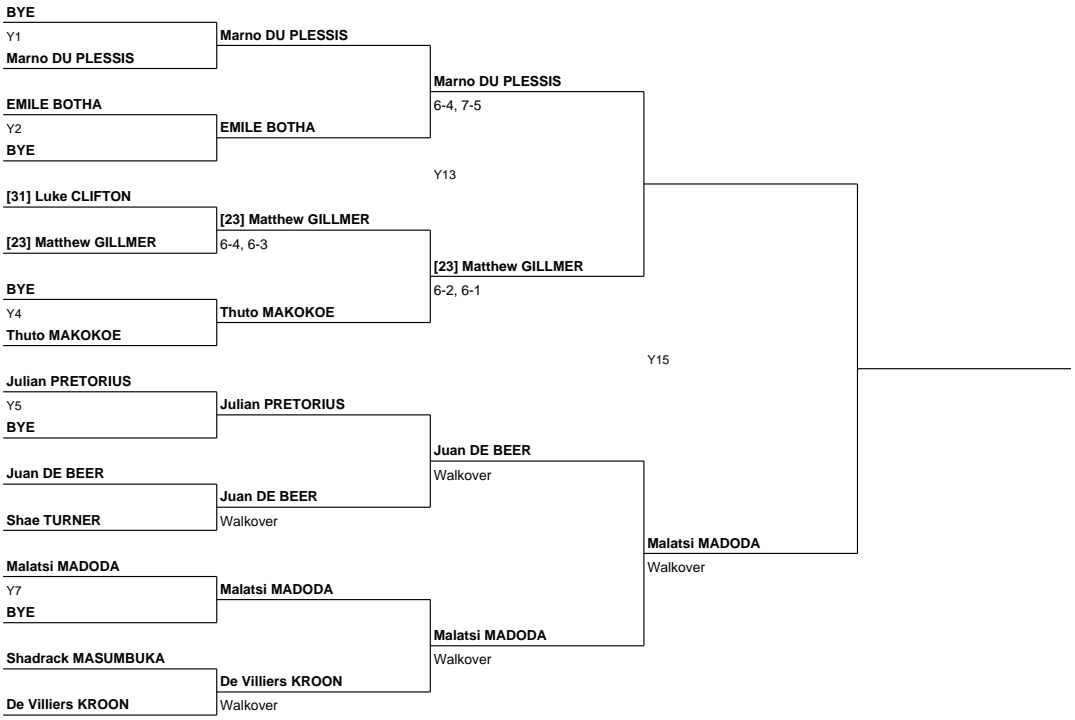 BYE
Y1
Marno DU PLESSIS
Marno DU PLESSIS
EMILE BOTHA
Y2
BYE
EMILE BOTHA
Marno DU PLESSIS
6-4, 7-5
Y13
[31] Luke CLIFTON
[23] Matthew GILLMER
[23] Matthew GILLMER
6-4, 6-3
BYE
Y4
Thuto MAKOKOE
Thuto MAKOKOE
[23] Matthew GILLMER
6-2, 6-1
Y15
Julian PRETORIUS
Y5
BYE
Julian PRETORIUS
Juan DE BEER
Shae TURNER
Juan DE BEER
Walkover
Juan DE BEER
Walkover
Malatsi MADODA
Y7
BYE
Malatsi MADODA
Shadrack MASUMBUKA
De Villiers KROON
De Villiers KROON
Walkover
Malatsi MADODA
Walkover
Malatsi MADODA
Walkover